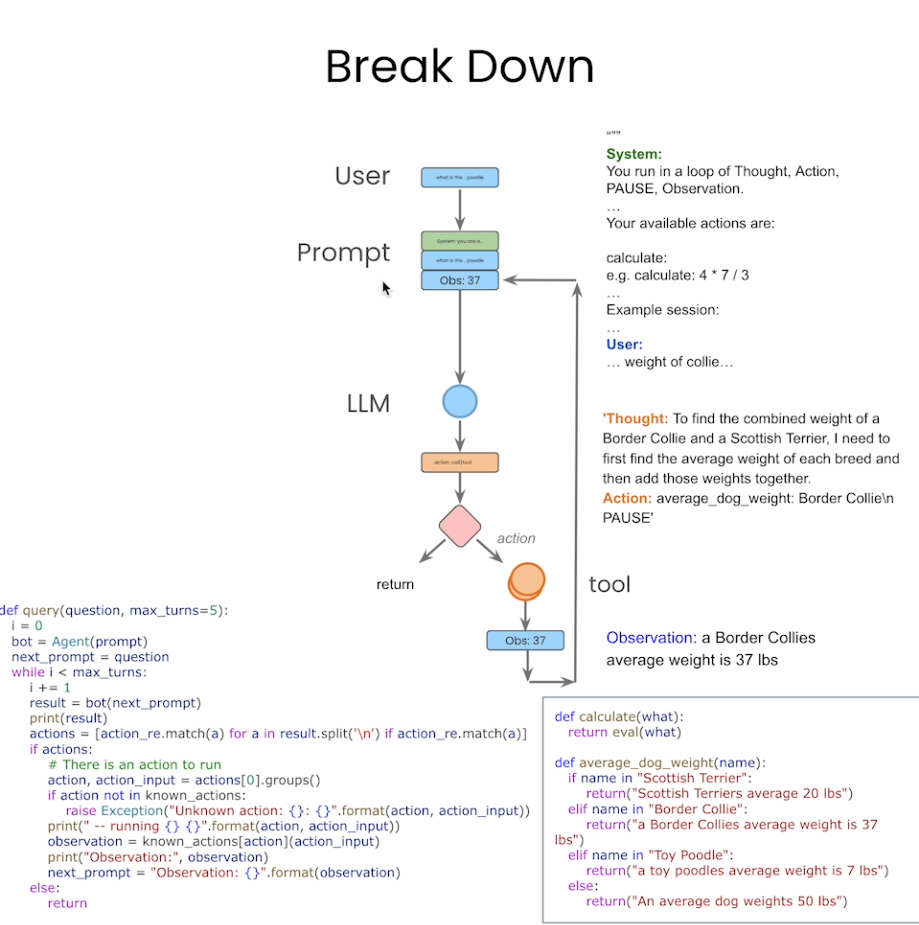 Break Down
User
what is the ...poodle
Prompt
System: you are a..
what is the ...poodle
Obs: 37
LLM
action: call/tool
action
return
tool
Obs: 37
"""
System:
You run in a loop of Thought, Action,
PAUSE, Observation.
...
Your available actions are:
calculate:
e.g. calculate: 4 * 7 / 3
...
Example session:
...
User:
... weight of collie...
'Thought: To find the combined weight of a
Border Collie and a Scottish Terrier, I need to
first find the average weight of each breed and
then add those weights together.
Action: average_dog_weight: Border Collie\n
PAUSE'
Observation: a Border Collies
average weight is 37 lbs
def query(question, max_turns=5):
i = 0
bot = Agent(prompt)
next_prompt = question
while i < max_turns:
i += 1
result = bot(next_prompt)
print(result)
actions = [action_re.match(a) for a in result.split('\n') if action_re.match(a)]
if actions:
# There is an action to run
action, action_input = actions[0].groups()
if action not in known_actions:
raise Exception("Unknown action: {}: {}".format(action, action_input))
print(" -- running {} {}".format(action, action_input))
observation = known_actions[action](action_input)
print("Observation:", observation)
next_prompt = "Observation: {}".format(observation)
else:
return
def calculate(what):
return eval(what)
def average_dog_weight(name):
if name in "Scottish Terrier":
return("Scottish Terriers average 20 lbs")
elif name in "Border Collie":
return("a Border Collies average weight is 37
lbs")
elif name in "Toy Poodle":
return("a toy poodles average weight is 7 lbs")
else:
return("An average dog weights 50 lbs")